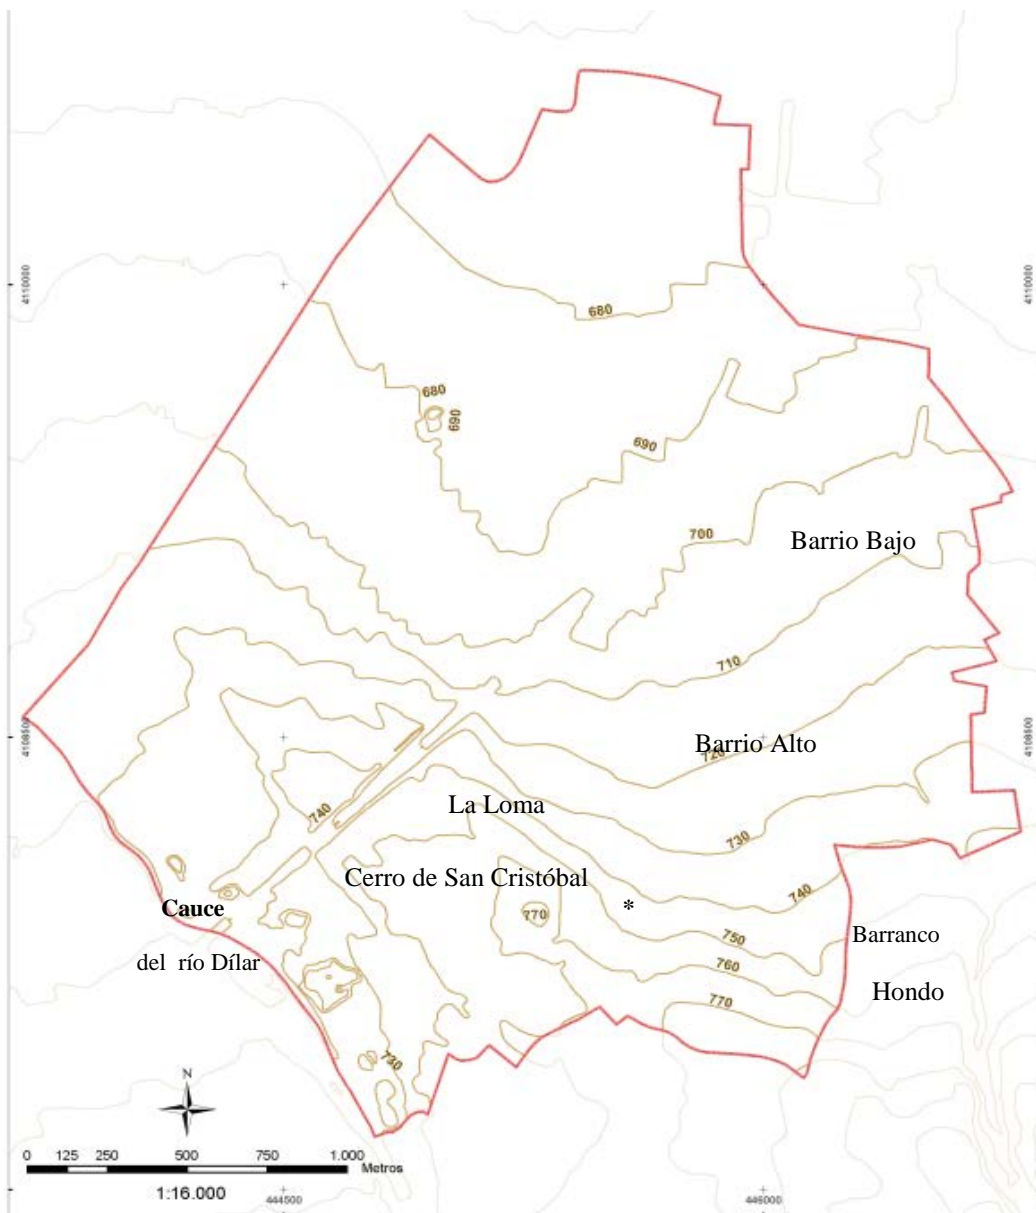 4110000
4110000
680
680
690
690
700
Barrio Bajo
710
4108500
4108500
Barrio Alto
720
740
La Loma
730
Cerro de San Cristóbal
740
*
770
Cauce
750
Barranco
del río Dílar
760
Hondo
770
730
N
0 125 250 500 750 1.000
Metros
1:16.000
444500
446000